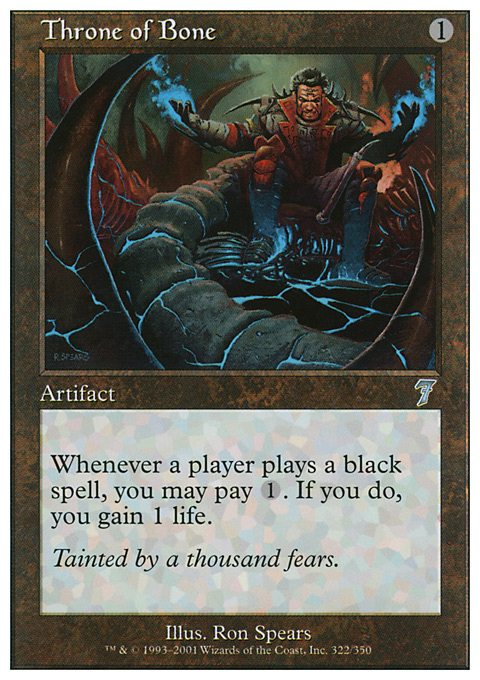 Throne of Bone
1
R. SPEARS
Artifact
7
Whenever a player plays a black
spell, you may pay 1. If you do,
you gain 1 life.
Tainted by a thousand fears.
Illus. Ron Spears
™ & © 1993–2001 Wizards of the Coast, Inc. 322/350